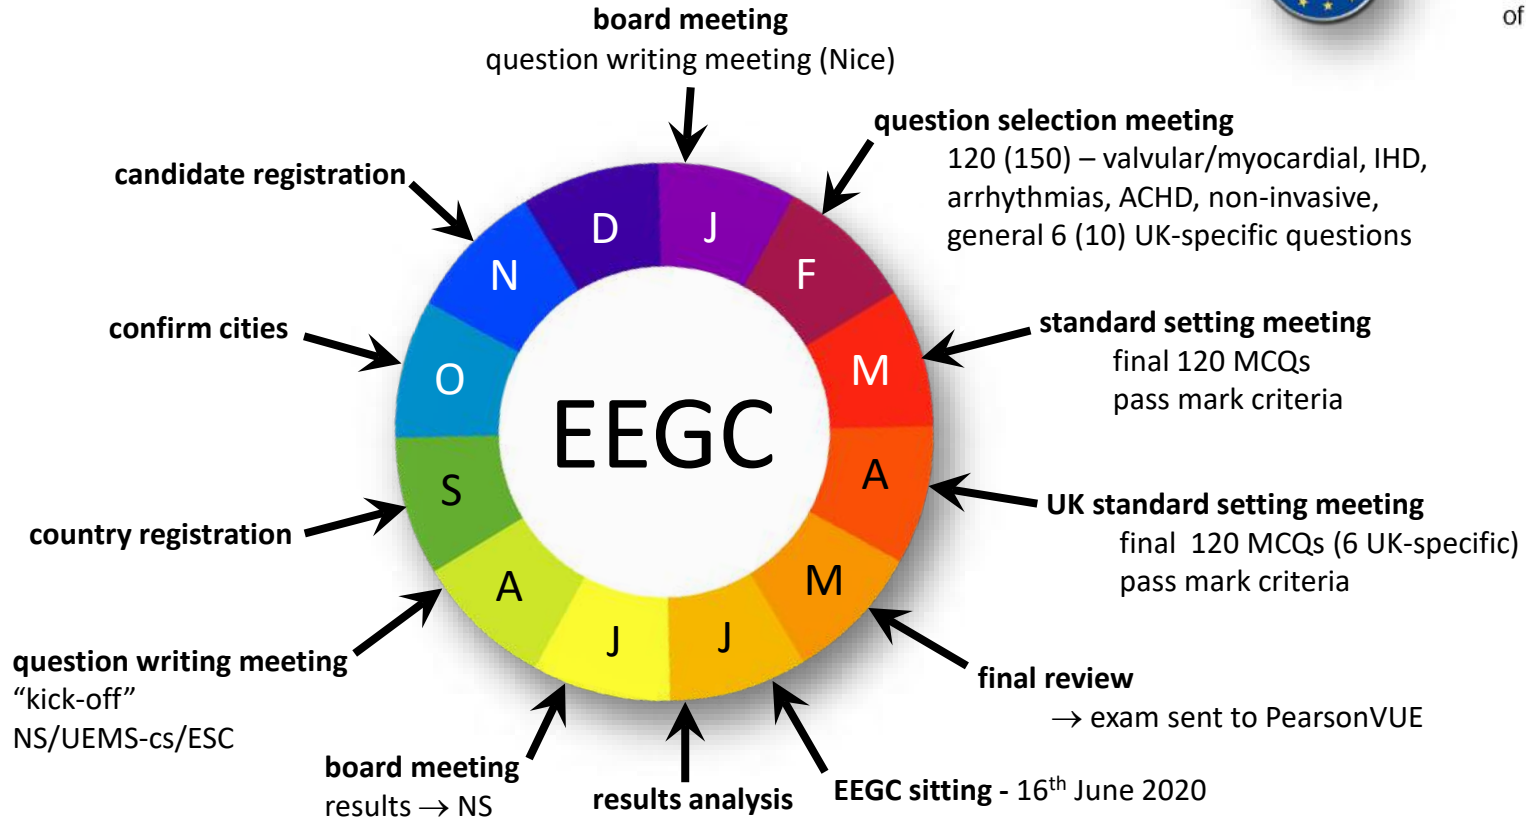 of
board meeting
question writing meeting (Nice)
question selection meeting
120 (150) – valvular/myocardial, IHD,
arrhythmias, ACHD, non-invasive,
general 6 (10) UK-specific questions
candidate registration
confirm cities
standard setting meeting
final 120 MCQs
pass mark criteria
UK standard setting meeting
final 120 MCQs (6 UK-specific)
pass mark criteria
country registration
question writing meeting
“kick-off”
NS/UEMS-cs/ESC
final review
→ exam sent to PearsonVUE
board meeting
results → NS
results analysis
EEGC sitting - 16th June 2020
J
F
M
A
M
J
J
A
S
O
N
D
EEGC